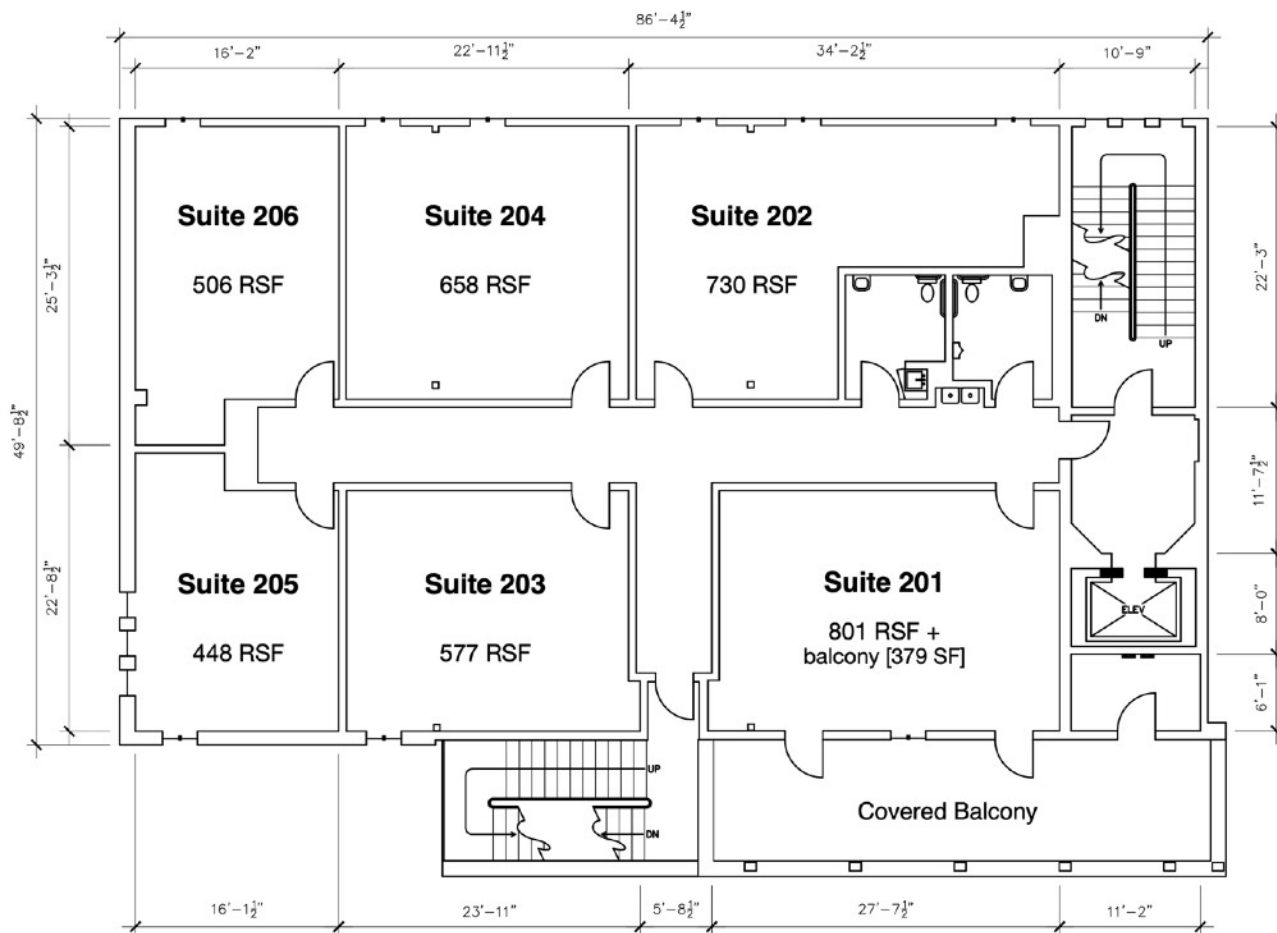 86'-4½"
16'-2"
22'-11½"
34'-2½"
10'-9"
49'-8½"
25'-3½"
22'-8½"
22'-3"
11'-7½"
8'-0"
6'-1"
Suite 206
506 RSF
Suite 204
658 RSF
Suite 202
730 RSF
DN
UP
Suite 205
448 RSF
Suite 203
577 RSF
Suite 201
801 RSF +
balcony [379 SF]
ELEV
UP
DN
Covered Balcony
16'-1½"
23'-11"
5'-8½"
27'-7½"
11'-2"